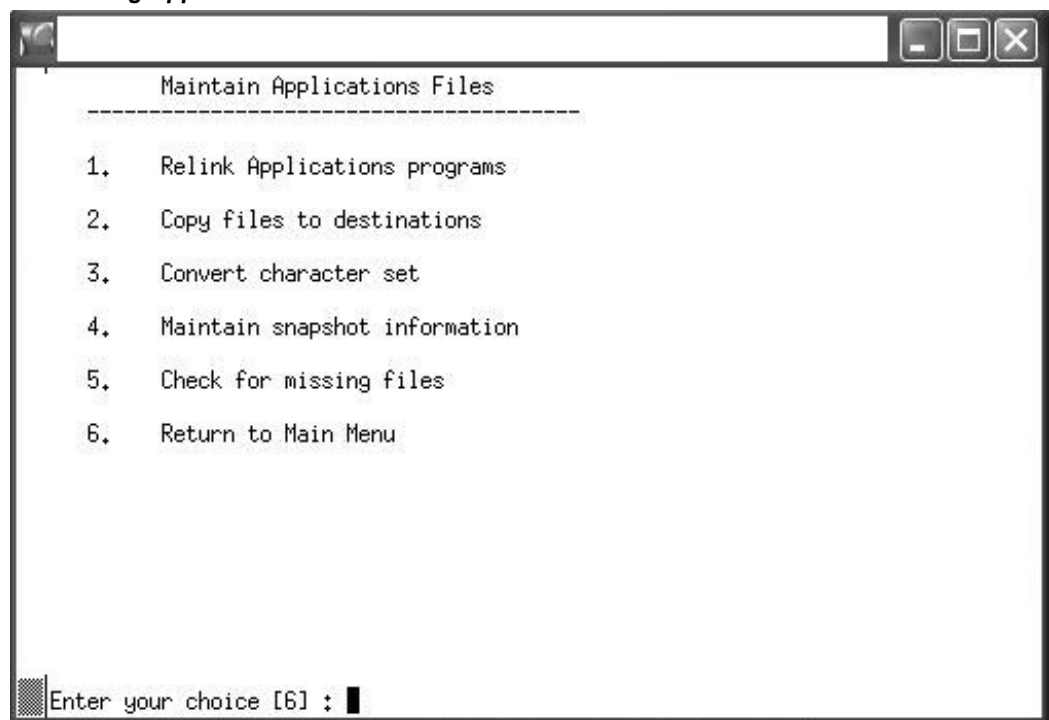 Maintain Applications Files
-----------------------------------------
1. Relink Applications programs
2. Copy files to destinations
3. Convert character set
4. Maintain snapshot information
5. Check for missing files
6. Return to Main Menu
Enter your choice [6] :